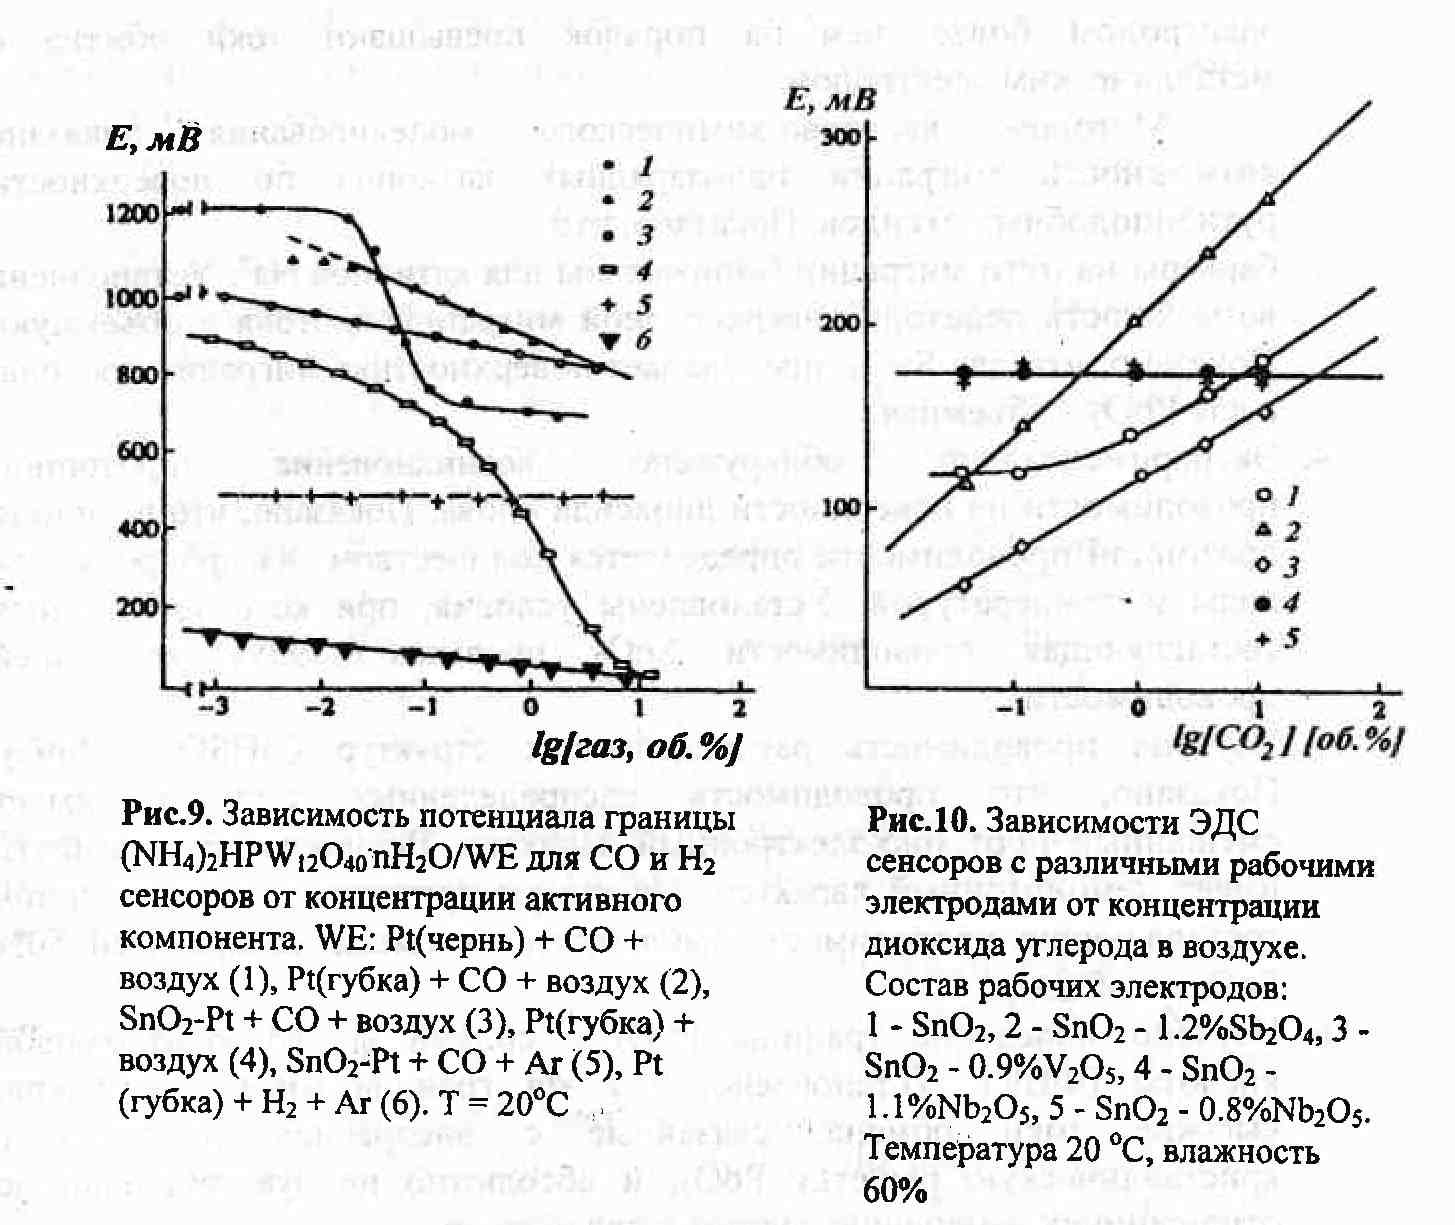 E, мВ
1200
1000
800
600
400
200
-3 -2 -1 0 1 2
lg[газ, об.%]
1
2
3
4
5
6
Рис.9. Зависимость потенциала границы
(NH4)2HPW12O40·nH2O/WE для CO и H2
сенсоров от концентрации активного
компонента. WE: Pt(чернь) + CO +
воздух (1), Pt(губка) + CO + воздух (2),
SnO2-Pt + CO + воздух (3), Pt(губка) +
воздух (4), SnO2-Pt + CO + Ar (5), Pt
(губка) + H2 + Ar (6). T = 20°C
E, мВ
300
200
100
-1 0 1 2
lg[CO2] [об.%]
1
2
3
4
5
Рис.10. Зависимости ЭДС
сенсоров с различными рабочими
электродами от концентрации
диоксида углерода в воздухе.
Состав рабочих электродов:
1 - SnO2, 2 - SnO2 - 1.2%Sb2O4, 3 -
SnO2 - 0.9%V2O5, 4 - SnO2 -
1.1%Nb2O5, 5 - SnO2 - 0.8%Nb2O5.
Температура 20 °C, влажность
60%